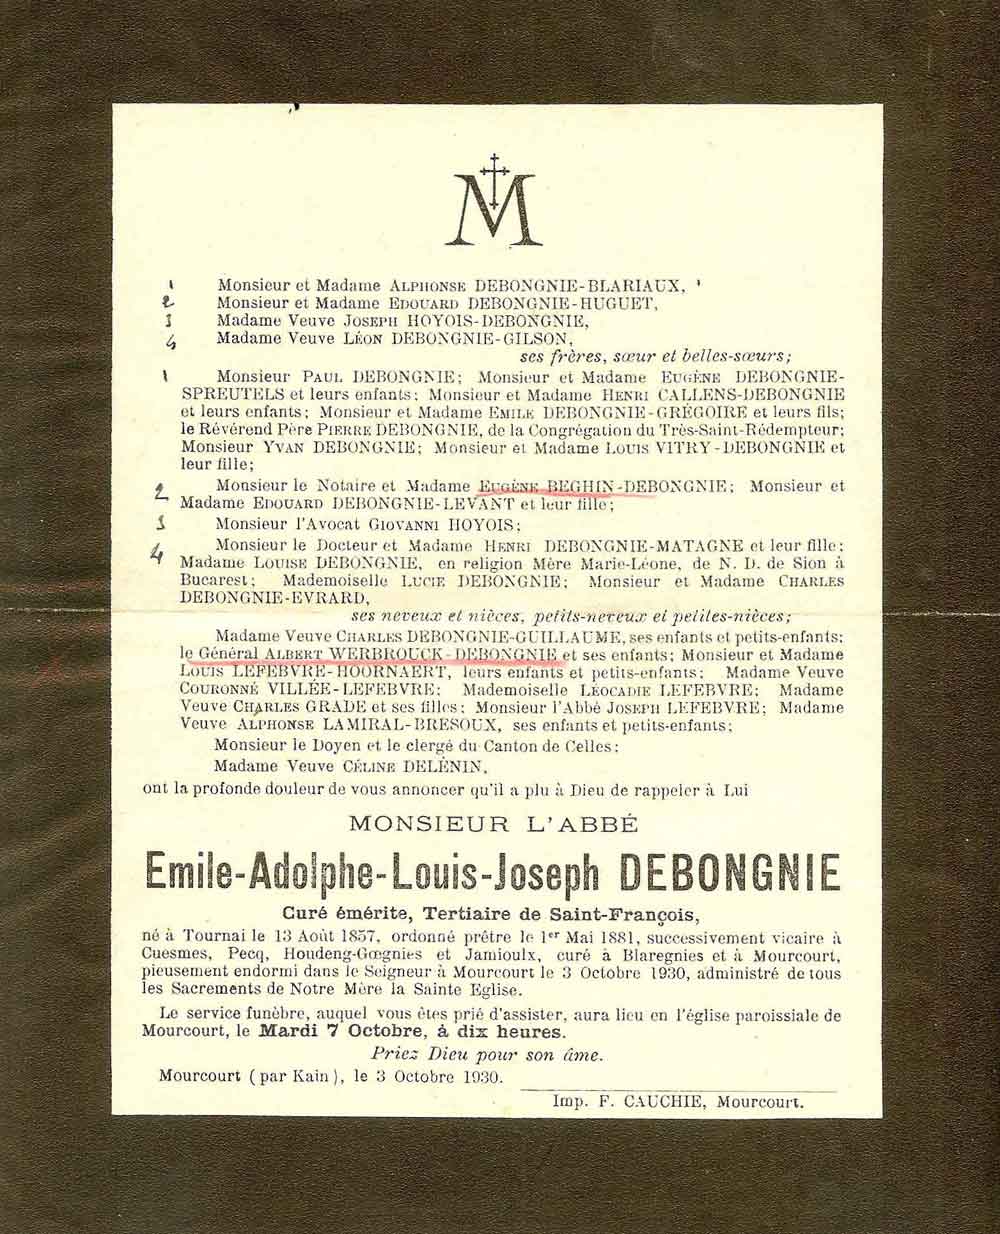 M
1 Monsieur et Madame ALPHONSE DEBONGNIE-BLARIAUX, 1
2 Monsieur et Madame EDOUARD DEBONGNIE-HUGUET,
3 Madame Veuve JOSEPH HOYOIS-DEBONGNIE,
4 Madame Veuve LÉON DEBONGNIE-GILSON,
ses frères, sœur et belles-sœurs;
1 Monsieur PAUL DEBONGNIE; Monsieur et Madame EUGÈNE DEBONGNIE-
SPREUTELS et leurs enfants; Monsieur et Madame HENRI CALLENS-DEBONGNIE
et leurs enfants; Monsieur et Madame EMILE DEBONGNIE-GRÉGOIRE et leurs fils;
le Révérend Père PIERRE DEBONGNIE, de la Congrégation du Très-Saint-Rédempteur;
Monsieur YVAN DEBONGNIE; Monsieur et Madame LOUIS VITRY-DEBONGNIE et
leur fille;
2 Monsieur le Notaire et Madame EUGÈNE BEGHIN-DEBONGNIE; Monsieur et
Madame EDOUARD DEBONGNIE-LEVANT et leur fille;
3 Monsieur l'Avocat GIOVANNI HOYOIS;
4 Monsieur le Docteur et Madame HENRI DEBONGNIE-MATAGNE et leur fille;
Madame LOUISE DEBONGNIE, en religion Mère Marie-Léone, de N. D. de Sion à
Bucarest; Mademoiselle LUCIE DEBONGNIE; Monsieur et Madame CHARLES
DEBONGNIE-EVRARD,
ses neveux et nièces, petits-neveux et petites-nièces;
Madame Veuve CHARLES DEBONGNIE-GUILLAUME, ses enfants et petits-enfants;
le Général ALBERT WERBROUCK-DEBONGNIE et ses enfants; Monsieur et Madame
LOUIS LEFEBVRE-HOORNAERT, leurs enfants et petits-enfants; Madame Veuve
COURONNÉ VILLÉE-LEFEBVRE; Mademoiselle LÉOCADIE LEFEBVRE; Madame
Veuve CHARLES GRADE et ses filles; Monsieur l'Abbé JOSEPH LEFEBVRE; Madame
Veuve ALPHONSE LAMIRAL-BRESOUX, ses enfants et petits-enfants;
Monsieur le Doyen et le clergé du Canton de Celles;
Madame Veuve CÉLINE DELÉNIN,
ont la profonde douleur de vous annoncer qu'il a plu à Dieu de rappeler à Lui
MONSIEUR L'ABBÉ
Emile-Adolphe-Louis-Joseph DEBONGNIE
Curé émérite, Tertiaire de Saint-François,
né à Tournai le 13 Août 1857, ordonné prêtre le 1er Mai 1881, successivement vicaire à
Cuesmes, Pecq, Houdeng-Gœgnies et Jamioulx, curé à Blaregnies et à Mourcourt,
pieusement endormi dans le Seigneur à Mourcourt le 3 Octobre 1930, administré de tous
les Sacrements de Notre Mère la Sainte Eglise.
Le service funèbre, auquel vous êtes prié d'assister, aura lieu en l'église paroissiale de
Mourcourt, le Mardi 7 Octobre, à dix heures.
Priez Dieu pour son âme.
Mourcourt (par Kain), le 3 Octobre 1930.
Imp. F. CAUCHIE, Mourcourt.